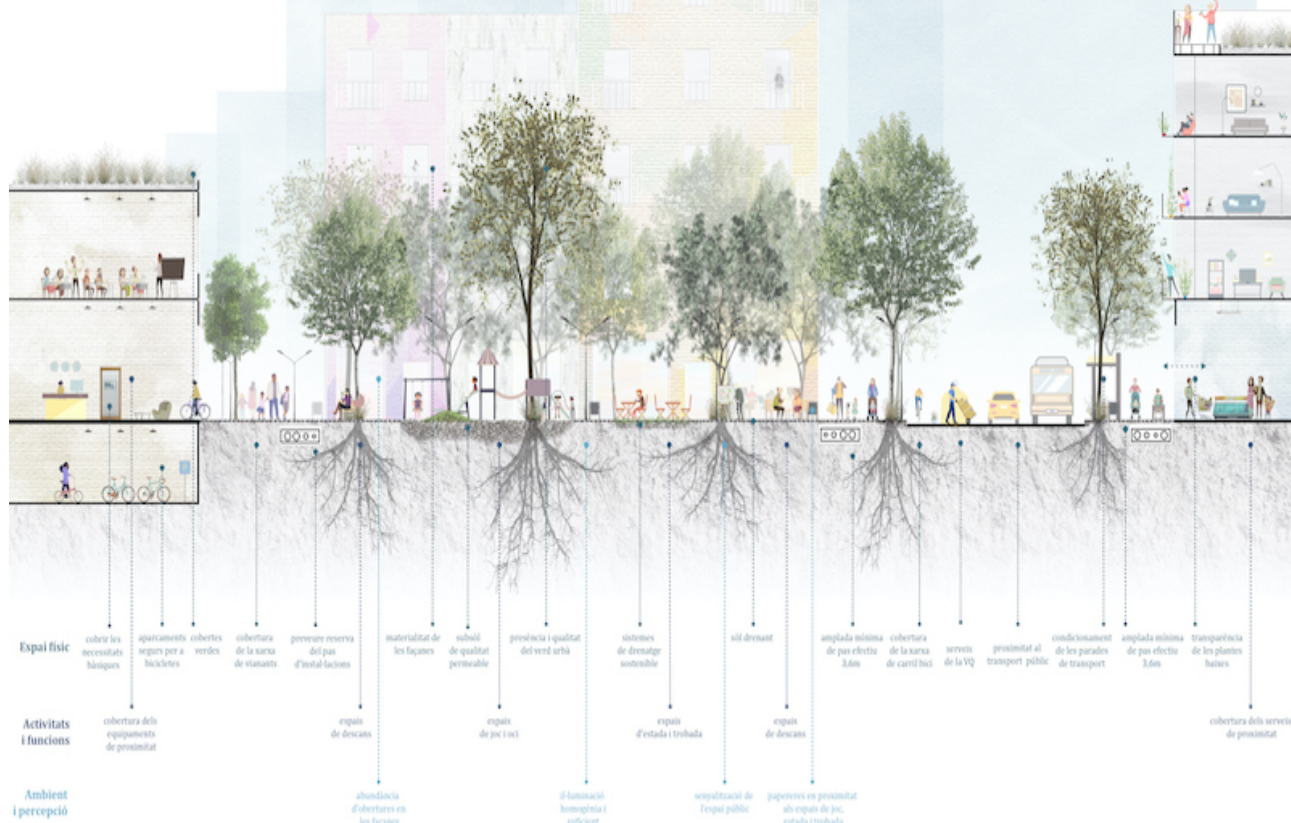 Espai físic
cobrir les
necessitats
bàsiques
aparcaments
segurs per a
bicicletes
cobertes
verdes
cobertura
de la xarxa
de vianants
preveure reserva
del pas
d'instal·lacions
materialitat de
les façanes
subsòl
de qualitat
permeable
presència i qualitat
del verd urbà
sistemes
de drenatge
sostenible
sòl drenant
amplada mínima
de pas efectiu
3,6m
cobertura
de la xarxa
de carril bici
serveis
de la VQ
proximitat al
transport públic
condicionament
de les parades
de transport
amplada mínima
de pas efectiu
3,6m
transparència
de les plantes
baixes
Activitats
i funcions
cobertura dels
equipaments
de proximitat
espais
de descans
espais
de joc i oci
espais
d'estada i trobada
espais
de descans
cobertura dels serveis
de proximitat
Ambient
i percepció
abundància
d'obertures en
les façanes
il·luminació
homogènia i
suficient
senyalització de
l'espai públic
papereres en proximitat
als espais de joc,
estada i trobada